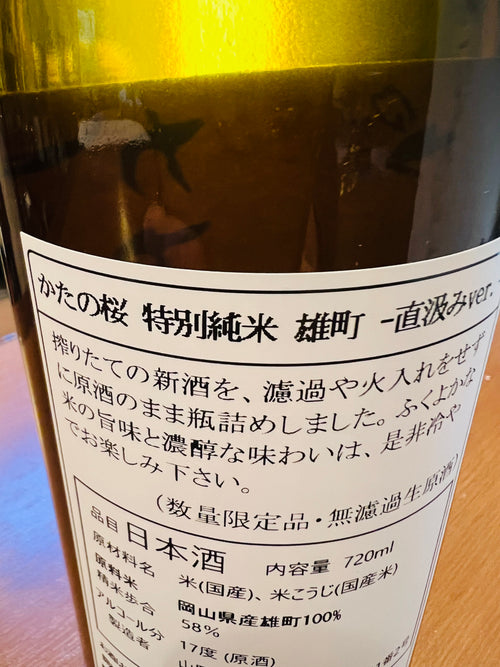 かたの桜 特別純米 雄町 -直汲みver.
搾りたての新酒を、濾過や火入れをせず
に原酒のまま瓶詰めしました。ふくよかな
米の旨味と濃醇な味わいは、是非冷や
でお楽しみ下さい。
(数量限定品・無濾過生原酒)
品目 日本酒 内容量 720ml
原材料名 米(国産)、米こうじ(国産米)
原料米 岡山県産雄町100%
精米歩合 58%
アルコール分 17度 (原酒)
製造者